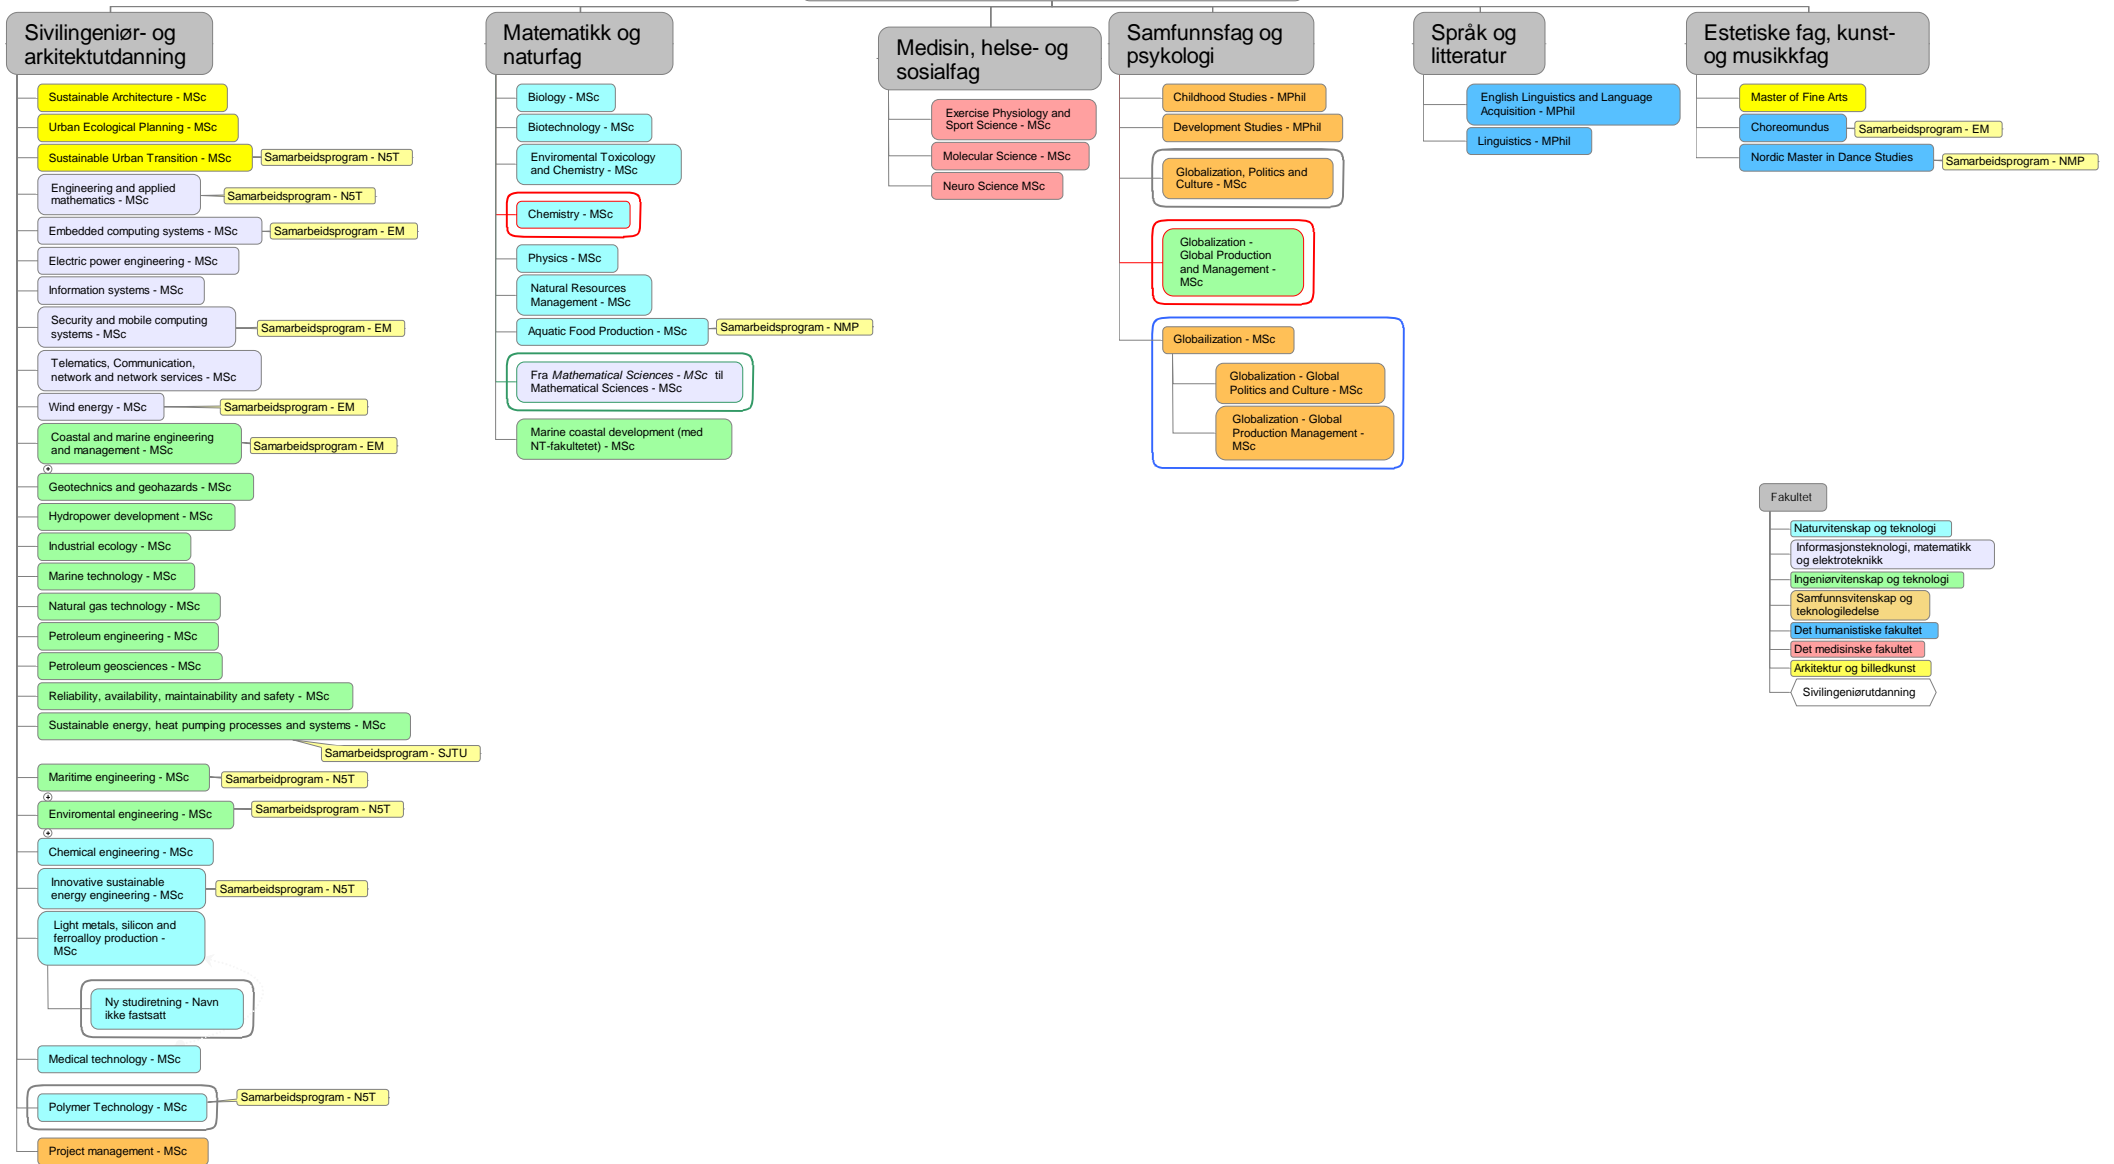 Sivilingeniør- og
arkitektutdanning
Sustainable Architecture - MSc
Urban Ecological Planning - MSc
Sustainable Urban Transition - MSc
Samarbeidsprogram - N5T
Engineering and applied
mathematics - MSc
Samarbeidsprogram - N5T
Embedded computing systems - MSc
Samarbeidsprogram - EM
Electric power engineering - MSc
Information systems - MSc
Security and mobile computing
systems - MSc
Samarbeidsprogram - EM
Telematics, Communication,
network and network services - MSc
Wind energy - MSc
Samarbeidsprogram - EM
Coastal and marine engineering
and management - MSc
Samarbeidsprogram - EM
Geotechnics and geohazards - MSc
Hydropower development - MSc
Industrial ecology - MSc
Marine technology - MSc
Natural gas technology - MSc
Petroleum engineering - MSc
Petroleum geosciences - MSc
Reliability, availability, maintainability and safety - MSc
Sustainable energy, heat pumping processes and systems - MSc
Samarbeidsprogram - SJTU
Maritime engineering - MSc
Samarbeidprogram - N5T
Enviromental engineering - MSc
Samarbeidsprogram - N5T
Chemical engineering - MSc
Innovative sustainable
energy engineering - MSc
Samarbeidsprogram - N5T
Light metals, silicon and
ferroalloy production -
MSc
Ny studiretning - Navn
ikke fastsatt
Medical technology - MSc
Polymer Technology - MSc
Samarbeidsprogram - N5T
Project management - MSc
Matematikk og
naturfag
Biology - MSc
Biotechnology - MSc
Enviromental Toxicology
and Chemistry - MSc
Chemistry - MSc
Physics - MSc
Natural Resources
Management - MSc
Aquatic Food Production - MSc
Samarbeidsprogram - NMP
Fra Mathematical Sciences - MSc til
Mathematical Sciences - MSc
Marine coastal development (med
NT-fakultetet) - MSc
Medisin, helse- og
sosialfag
Exercise Physiology and
Sport Science - MSc
Molecular Science - MSc
Neuro Science MSc
Samfunnsfag og
psykologi
Childhood Studies - MPhil
Development Studies - MPhil
Globalization, Politics and
Culture - MSc
Globalization -
Global Production
and Management -
MSc
Globailization - MSc
Globalization - Global
Politics and Culture - MSc
Globalization - Global
Production Management -
MSc
Språk og
litteratur
English Linguistics and Language
Acquisition - MPhil
Linguistics - MPhil
Estetiske fag, kunst-
og musikkfag
Master of Fine Arts
Choreomundus
Samarbeidsprogram - EM
Nordic Master in Dance Studies
Samarbeidsprogram - NMP
Fakultet
Naturvitenskap og teknologi
Informasjonsteknologi, matematikk
og elektroteknikk
Ingeniørvitenskap og teknologi
Samfunnsvitenskap og
teknologiledelse
Det humanistiske fakultet
Det medisinske fakultet
Arkitektur og billedkunst
Sivilingeniørutdanning